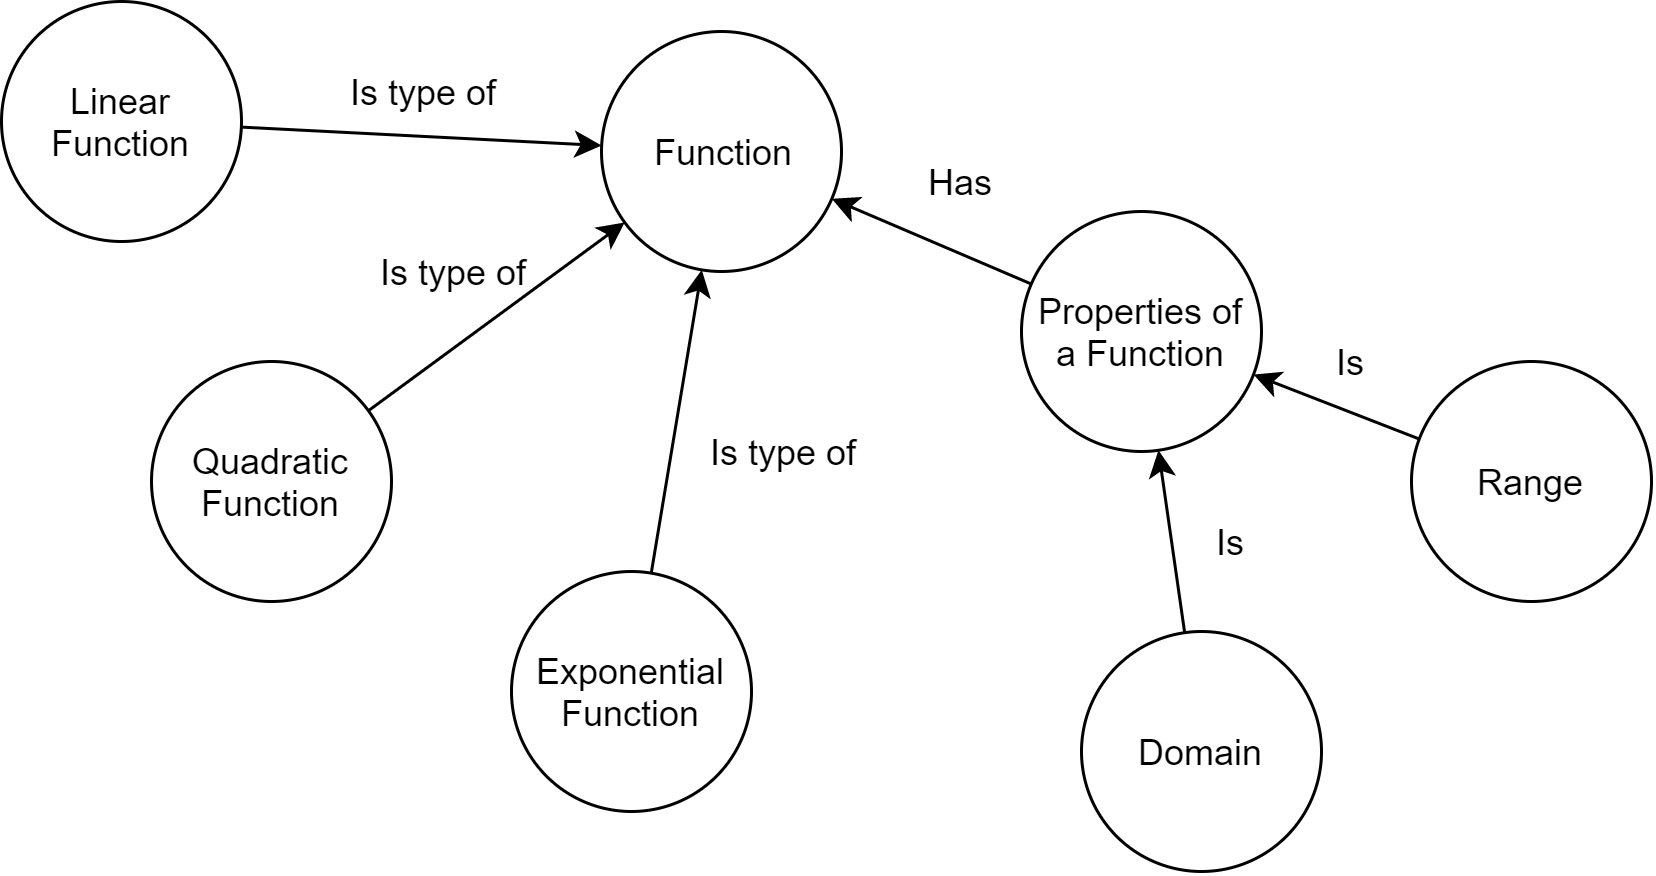 Linear
Function
Is type of
Function
Has
Is type of
Properties of
a Function
Is
Quadratic
Function
Is type of
Range
Is
Exponential
Function
Domain